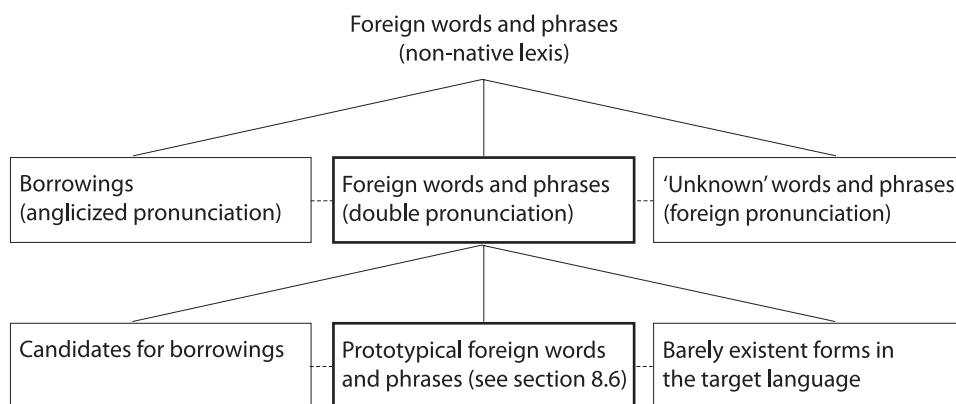 Foreign words and phrases
(non-native lexis)
Borrowings
(anglicized pronunciation)
Foreign words and phrases
(double pronunciation)
‘Unknown’ words and phrases
(foreign pronunciation)
Candidates for borrowings
Prototypical foreign words
and phrases (see section 8.6)
Barely existent forms in
the target language